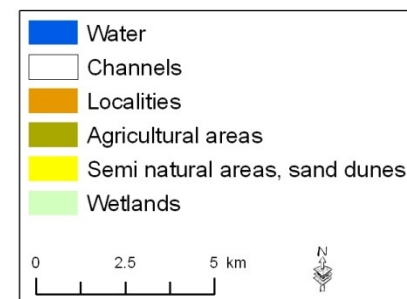 Water
Channels
Localities
Agricultural areas
Semi natural areas, sand dunes
Wetlands
0 2.5 5 km
N